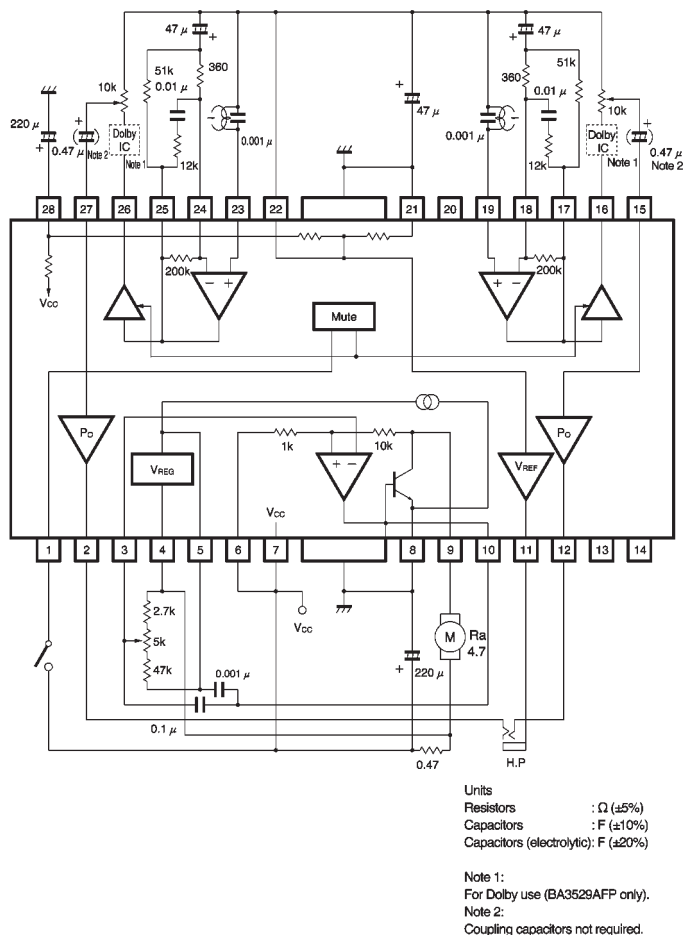 47 μ
+
47 μ
+
51k
0.01 μ
360
360
0.01 μ
51k
10k
10k
220 μ
+
+
0.47 μ
Note 2
Dolby
IC
Note 1
12k
0.001 μ
+
47 μ
0.001 μ
12k
Dolby
IC
Note 1
+
0.47 μ
Note 2
28
27
26
25
24
23
22
21
20
19
18
17
16
15
200k
− +
+ −
200k
Vcc
Mute
Po
1k
10k
+ −
VREG
VREF
Po
Vcc
1
2
3
4
5
6
7
8
9
10
11
12
13
14
2.7k
5k
47k
Vcc
0.001 μ
0.1 μ
+
220 μ
M
Ra
4.7
0.47
H.P
Units
Resistors : Ω (±5%)
Capacitors : F (±10%)
Capacitors (electrolytic): F (±20%)
Note 1:
For Dolby use (BA3529AFP only).
Note 2:
Coupling capacitors not required.